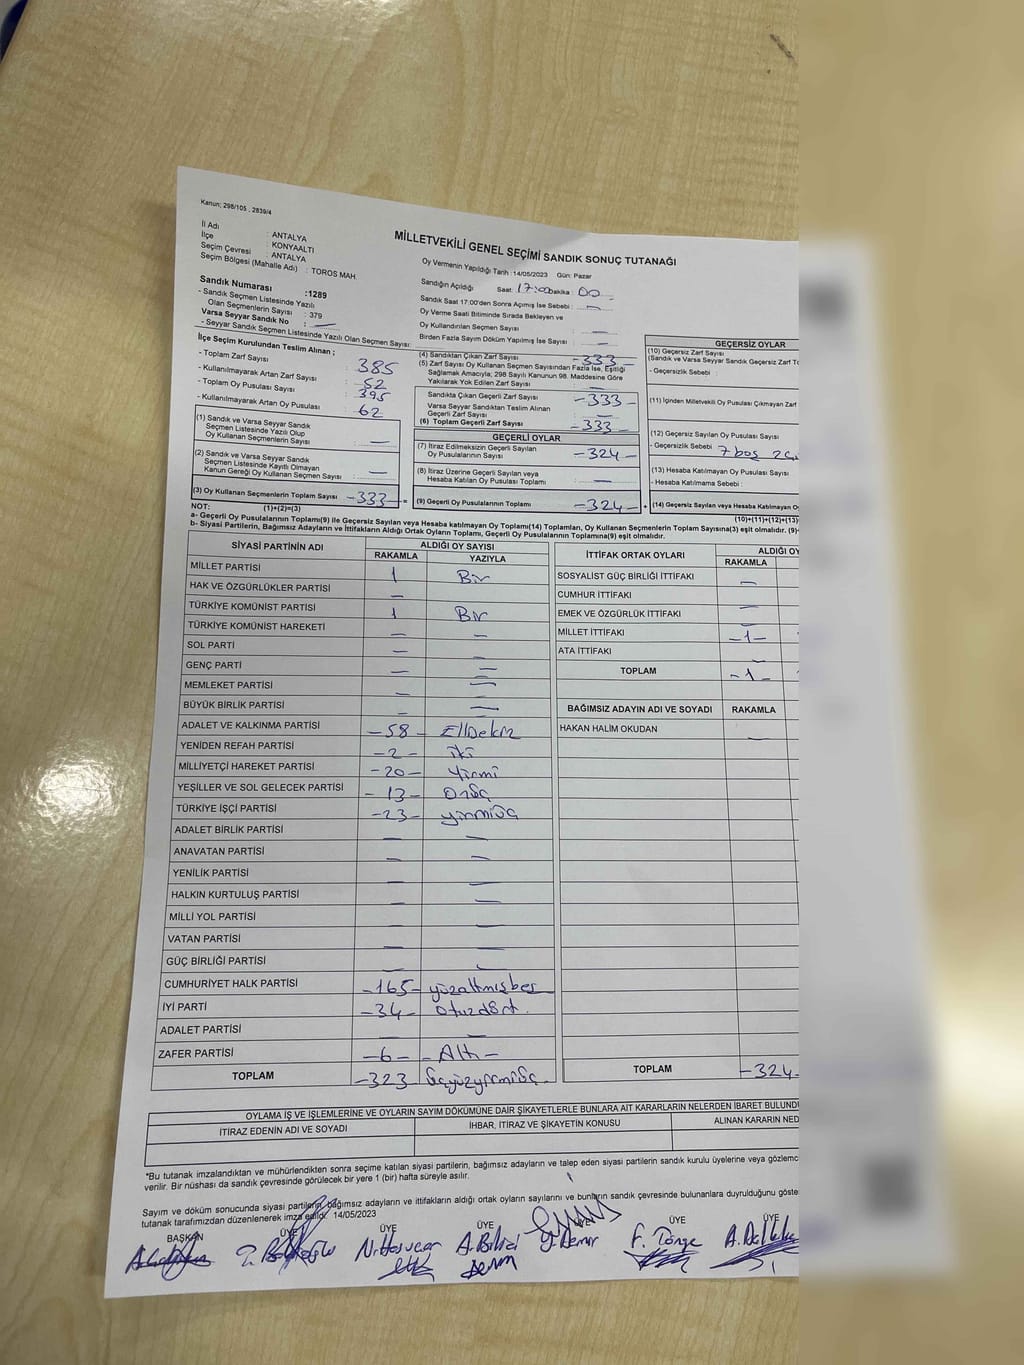 Kanun; 298/105 , 2839/4
İl Adı : ANTALYA
İlçe : KONYAALTI
Seçim Çevresi : ANTALYA
Seçim Bölgesi (Mahalle Adı) : TOROS MAH.
MİLLETVEKİLİ GENEL SEÇİMİ SANDIK SONUÇ TUTANAĞI
Oy Vermenin Yapıldığı Tarih : 14/05/2023 Gün: Pazar
Sandık Numarası :1289
- Sandık Seçmen Listesinde Yazılı
Olan Seçmenlerin Sayısı : 379
Varsa Seyyar Sandık No : —
- Seyyar Sandık Seçmen Listesinde Yazılı Olan Seçmen Sayısı:
Sandığın Açıldığı Saat: 17:00 Dakika : 00
Sandık Saat 17.00'den Sonra Açımış İse Sebebi : —
Oy Verme Saati Bitiminde Sırada Bekleyen ve
Oy Kullandırılan Seçmen Sayısı : —
Birden Fazla Sayım Döküm Yapılmış İse Sayısı : —
İlçe Seçim Kurulundan Teslim Alınan ;
- Toplam Zarf Sayısı : 385
- Kullanılmayarak Artan Zarf Sayısı : 52
- Toplam Oy Pusulası Sayısı : 395
- Kullanılmayarak Artan Oy Pusulası : 62
(1) Sandık ve Varsa Seyyar Sandık
Seçmen Listesinde Yazılı Olup
Oy Kullanan Seçmenlerin Sayısı : —
(2) Sandık ve Varsa Seyyar Sandık
Seçmen Listesinde Kayıtlı Olmayan
Kanun Gereği Oy Kullanan Seçmen Sayısı : —
(3) Oy Kullanan Seçmenlerin Toplam Sayısı -333-
(1)+(2)=(3)
(4) Sandıktan Çıkan Zarf Sayısı : -333-
(5) Zarf Sayısı Oy Kullanan Seçmen Sayısından Fazla İse, Eşitliği
Sağlamak Amacıyla; 298 Sayılı Kanunun 98. Maddesine Göre
Yakılarak Yok Edilen Zarf Sayısı : —
Sandıkta Çıkan Geçerli Zarf Sayısı : -333-
Varsa Seyyar Sandıktan Teslim Alınan
Geçerli Zarf Sayısı : —
(6) Toplam Geçerli Zarf Sayısı : -333-
GEÇERLİ OYLAR
(7) İtiraz Edilmeksizin Geçerli Sayılan
Oy Pusulalarının Sayısı : -324-
(8) İtiraz Üzerine Geçerli Sayılan veya
Hesaba Katılan Oy Pusulası Toplamı : —
(9) Geçerli Oy Pusulalarının Toplamı : -324-
GEÇERSİZ OYLAR
(10) Geçersiz Zarf Sayısı
(Sandık ve Varsa Seyyar Sandık Geçersiz Zarf
- Geçersizlik Sebebi :
(11) İçinden Milletvekili Oy Pusulası Çıkmayan Zarf
(12) Geçersiz Sayılan Oy Pusulası Sayısı
- Geçersizlik Sebebi : 7 boş
(13) Hesaba Katılmayan Oy Pusulası Sayısı
- Hesaba Katılmama Sebebi :
(14) Geçersiz Sayılan veya Hesaba Katılmayan
(10)+(11)+(12)+(13)
NOT:
a- Geçerli Oy Pusulalarının Toplamı(9) ile Geçersiz Sayılan veya Hesaba katılmayan Oy Toplamı(14) Toplamları, Oy Kullanan Seçmenlerin Toplam Sayısına(3) eşit olmalıdır. (9)
b- Siyasi Partilerin, Bağımsız Adayların ve İttifakların Aldığı Ortak Oyların Toplamı, Geçerli Oy Pusulalarının Toplamına(9) eşit olmalıdır.
SİYASİ PARTİNİN ADI ALDIĞI OY SAYISI
RAKAMLA YAZIYLA
MİLLET PARTİSİ 1 Bir
HAK VE ÖZGÜRLÜKLER PARTİSİ —
TÜRKİYE KOMÜNİST PARTİSİ 1 Bir
TÜRKİYE KOMÜNİST HAREKETİ — —
SOL PARTİ — —
GENÇ PARTİ — —
MEMLEKET PARTİSİ — —
BÜYÜK BİRLİK PARTİSİ — —
ADALET VE KALKINMA PARTİSİ -58- Ellisekiz
YENİDEN REFAH PARTİSİ -2- iki
MİLLİYETÇİ HAREKET PARTİSİ -20- Yirmi
YEŞİLLER VE SOL GELECEK PARTİSİ -13- Onüç
TÜRKİYE İŞÇİ PARTİSİ -23- yirmiüç
ADALET BİRLİK PARTİSİ — —
ANAVATAN PARTİSİ — —
YENİLİK PARTİSİ — —
HALKIN KURTULUŞ PARTİSİ — —
MİLLİ YOL PARTİSİ — —
VATAN PARTİSİ — —
GÜÇ BİRLİĞİ PARTİSİ — —
CUMHURİYET HALK PARTİSİ -165- yüzaltmışbeş
İYİ PARTİ -34- otuzdört.
ADALET PARTİSİ — —
ZAFER PARTİSİ -6- -Altı-
TOPLAM -323- Üçyüzyirmiüç.
İTTİFAK ORTAK OYLARI ALDIĞI OY
RAKAMLA
SOSYALİST GÜÇ BİRLİĞİ İTTİFAKI —
CUMHUR İTTİFAKI —
EMEK VE ÖZGÜRLÜK İTTİFAKI —
MİLLET İTTİFAKI -1-
ATA İTTİFAKI —
TOPLAM -1-
BAĞIMSIZ ADAYIN ADI VE SOYADI RAKAMLA
HAKAN HALİM OKUDAN —
TOPLAM -324-
OYLAMA İŞ VE İŞLEMLERİNE VE OYLARIN SAYIM DÖKÜMÜNE DAİR ŞİKAYETLERLE BUNLARA AİT KARARLARIN NELERDEN İBARET BULUND
İTİRAZ EDENİN ADI VE SOYADI İHBAR, İTİRAZ VE ŞİKAYETİN KONUSU ALINAN KARARIN NED
*Bu tutanak imzalandıktan ve mühürlendikten sonra seçime katılan siyasi partilerin, bağımsız adayların ve talep eden siyasi partilerin sandık kurulu üyelerine veya gözlemc
verilir. Bir nüshası da sandık çevresinde görülecek bir yere 1 (bir) hafta süreyle asılır.
Sayım ve döküm sonucunda siyasi partilerin, bağımsız adayların ve ittifakların aldığı ortak oyların sayılarını ve bunların sandık çevresinde bulunanlara duyrulduğunu göste
tutanak tarafımızdan düzenlenerek imza edildi. 14/05/2023
BAŞKAN ÜYE ÜYE ÜYE ÜYE ÜYE ÜYE
Y. Demir